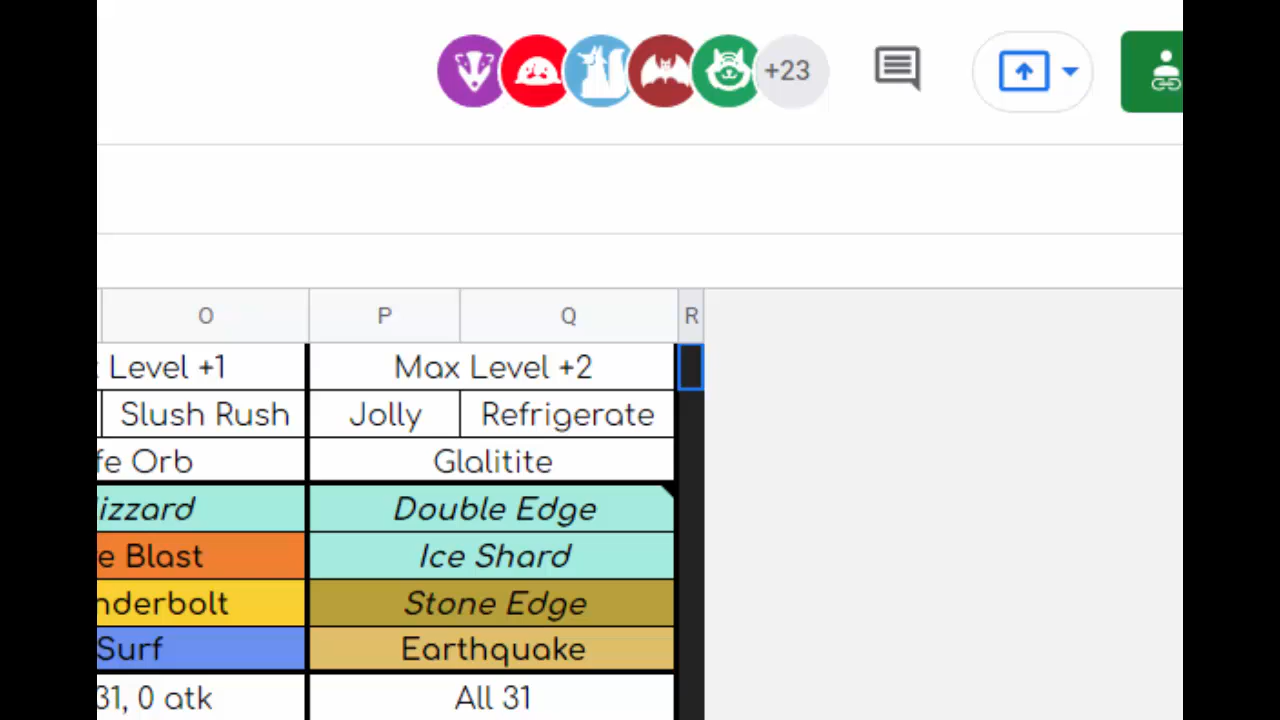 +23
O P Q R
Level +1 Max Level +2
Slush Rush Jolly Refrigerate
fe Orb Glalitite
izzard Double Edge
e Blast Ice Shard
nderbolt Stone Edge
Surf Earthquake
31, 0 atk All 31